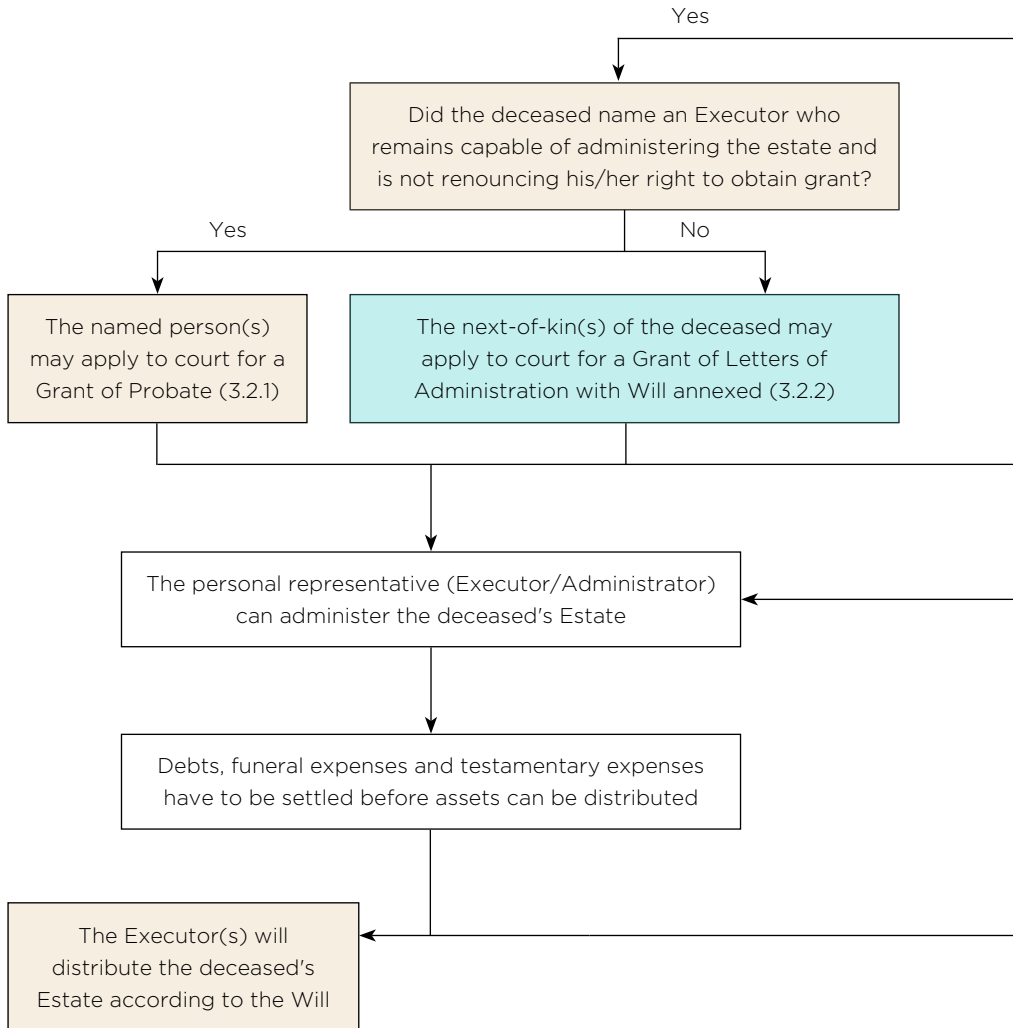 Yes
Did the deceased name an Executor who
remains capable of administering the estate and
is not renouncing his/her right to obtain grant?
Yes
No
The named person(s)
may apply to court for a
Grant of Probate (3.2.1)
The next-of-kin(s) of the deceased may
apply to court for a Grant of Letters of
Administration with Will annexed (3.2.2)
The personal representative (Executor/Administrator)
can administer the deceased's Estate
Debts, funeral expenses and testamentary expenses
have to be settled before assets can be distributed
The Executor(s) will
distribute the deceased's
Estate according to the Will